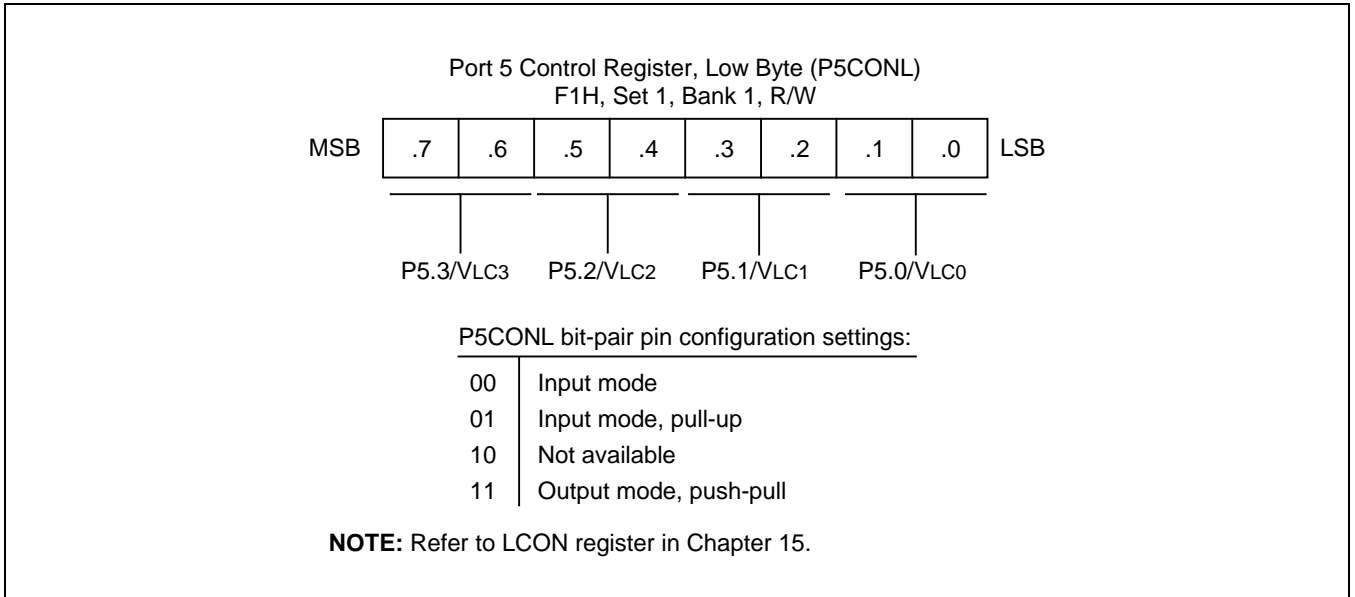 Port 5 Control Register, Low Byte (P5CONL)
F1H, Set 1, Bank 1, R/W
MSB .7 .6 .5 .4 .3 .2 .1 .0 LSB
P5.3/VLC3 P5.2/VLC2 P5.1/VLC1 P5.0/VLC0
P5CONL bit-pair pin configuration settings:
00 Input mode
01 Input mode, pull-up
10 Not available
11 Output mode, push-pull
NOTE: Refer to LCON register in Chapter 15.